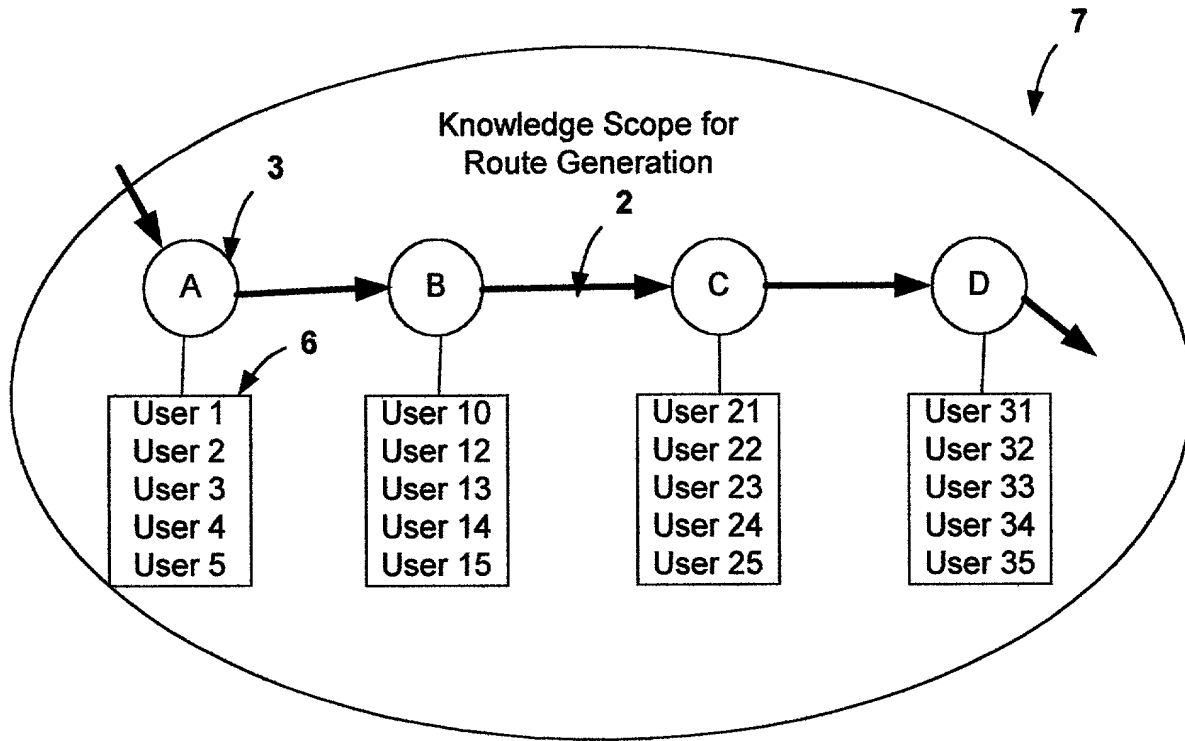 7
Knowledge Scope for
Route Generation
3
2
A
B
C
D
6
User 1
User 2
User 3
User 4
User 5
User 10
User 12
User 13
User 14
User 15
User 21
User 22
User 23
User 24
User 25
User 31
User 32
User 33
User 34
User 35